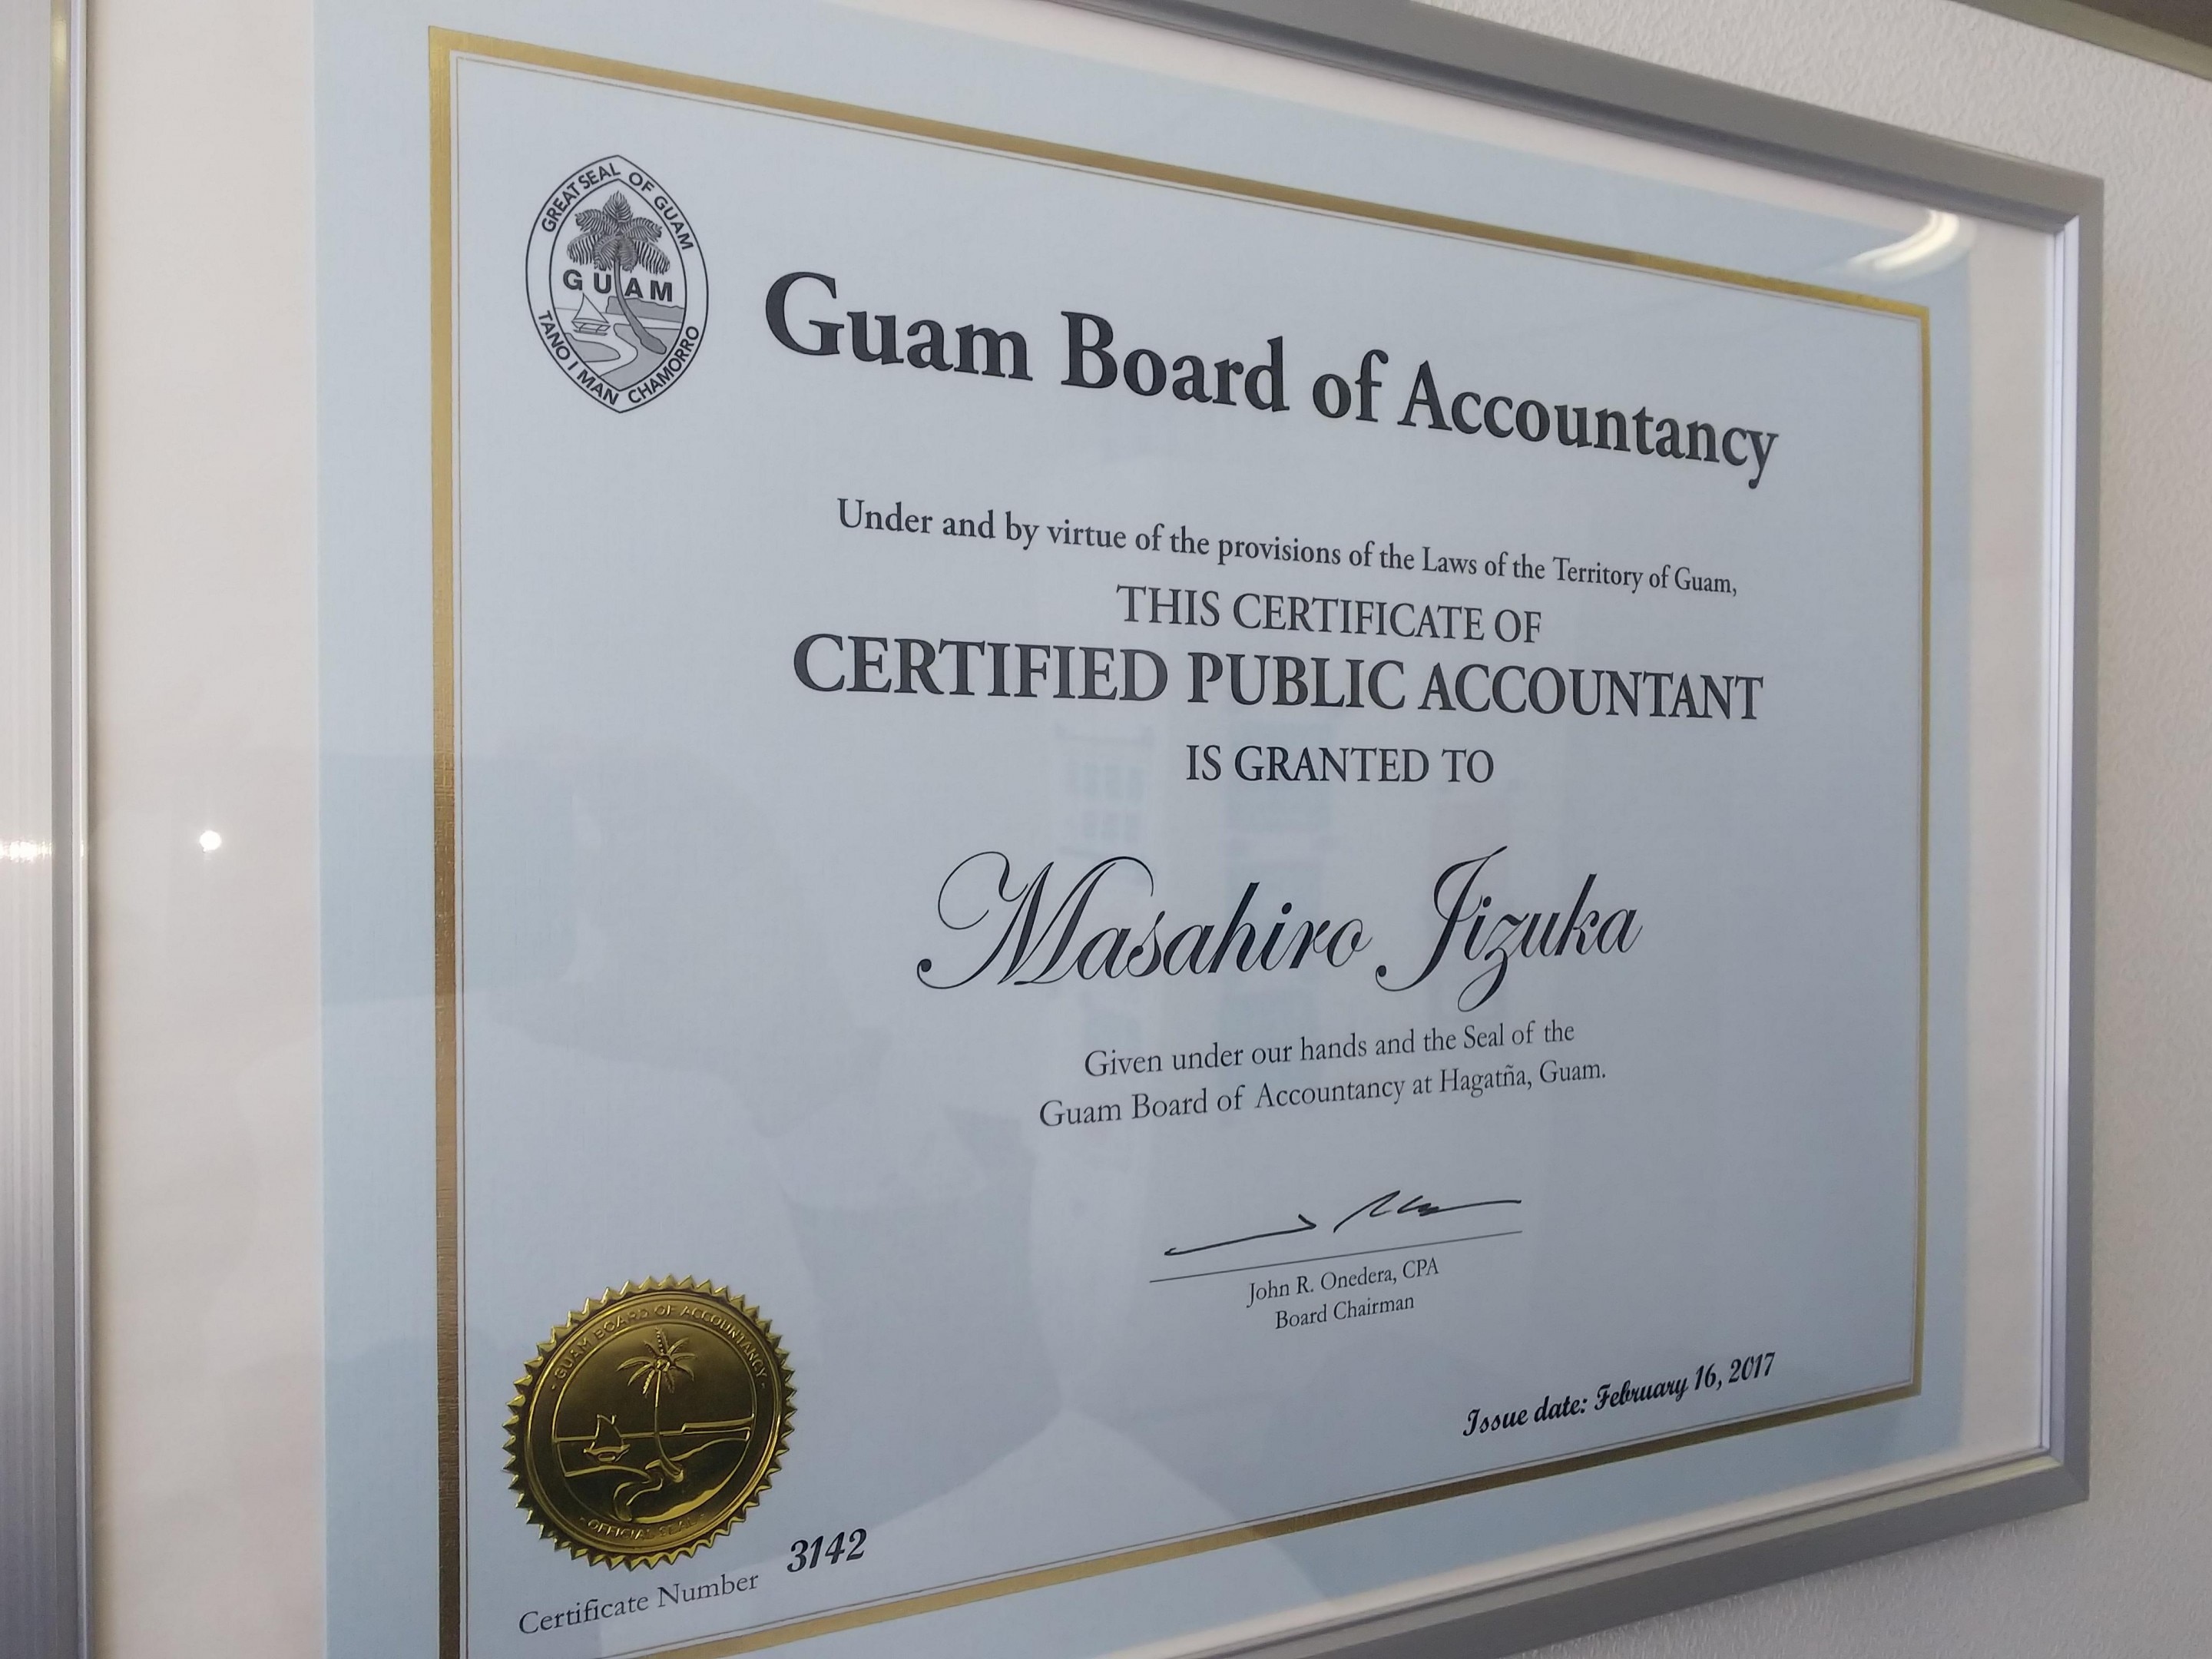 GREAT SEAL OF GUAM
GUAM
TANO I MAN CHAMORRO
Guam Board of Accountancy
Under and by virtue of the provisions of the Laws of the Territory of Guam,
THIS CERTIFICATE OF
CERTIFIED PUBLIC ACCOUNTANT
IS GRANTED TO
Masahiro Iizuka
Given under our hands and the Seal of the
Guam Board of Accountancy at Hagatña, Guam.
John R. Onedera, CPA
Board Chairman
Issue date: February 16, 2017
- GUAM BOARD OF ACCOUNTANCY -
- OFFICIAL SEAL -
Certificate Number 3142